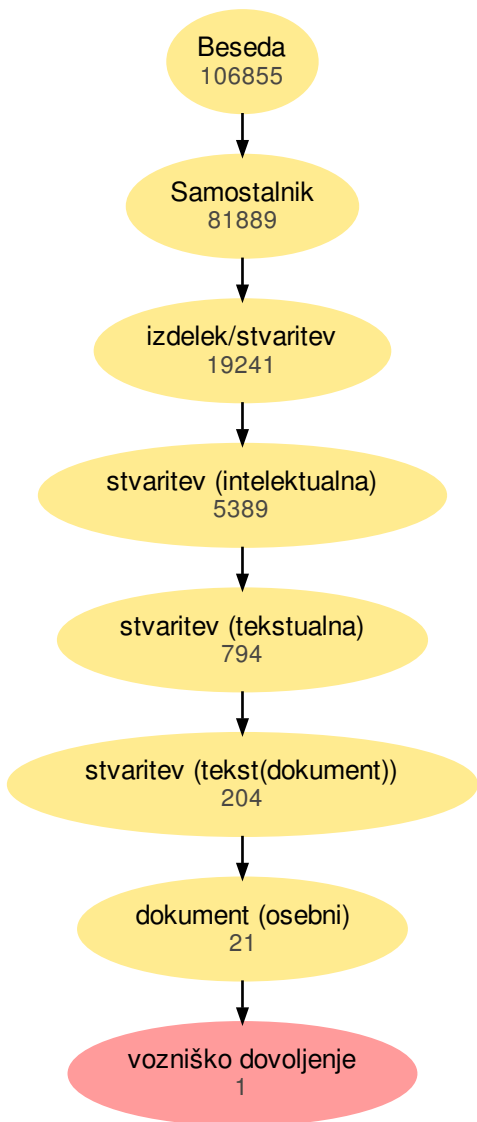 Beseda
106855
Samostalnik
81889
izdelek/stvaritev
19241
stvaritev (intelektualna)
5389
stvaritev (tekstualna)
794
stvaritev (tekst(dokument))
204
dokument (osebni)
21
vozniško dovoljenje
1